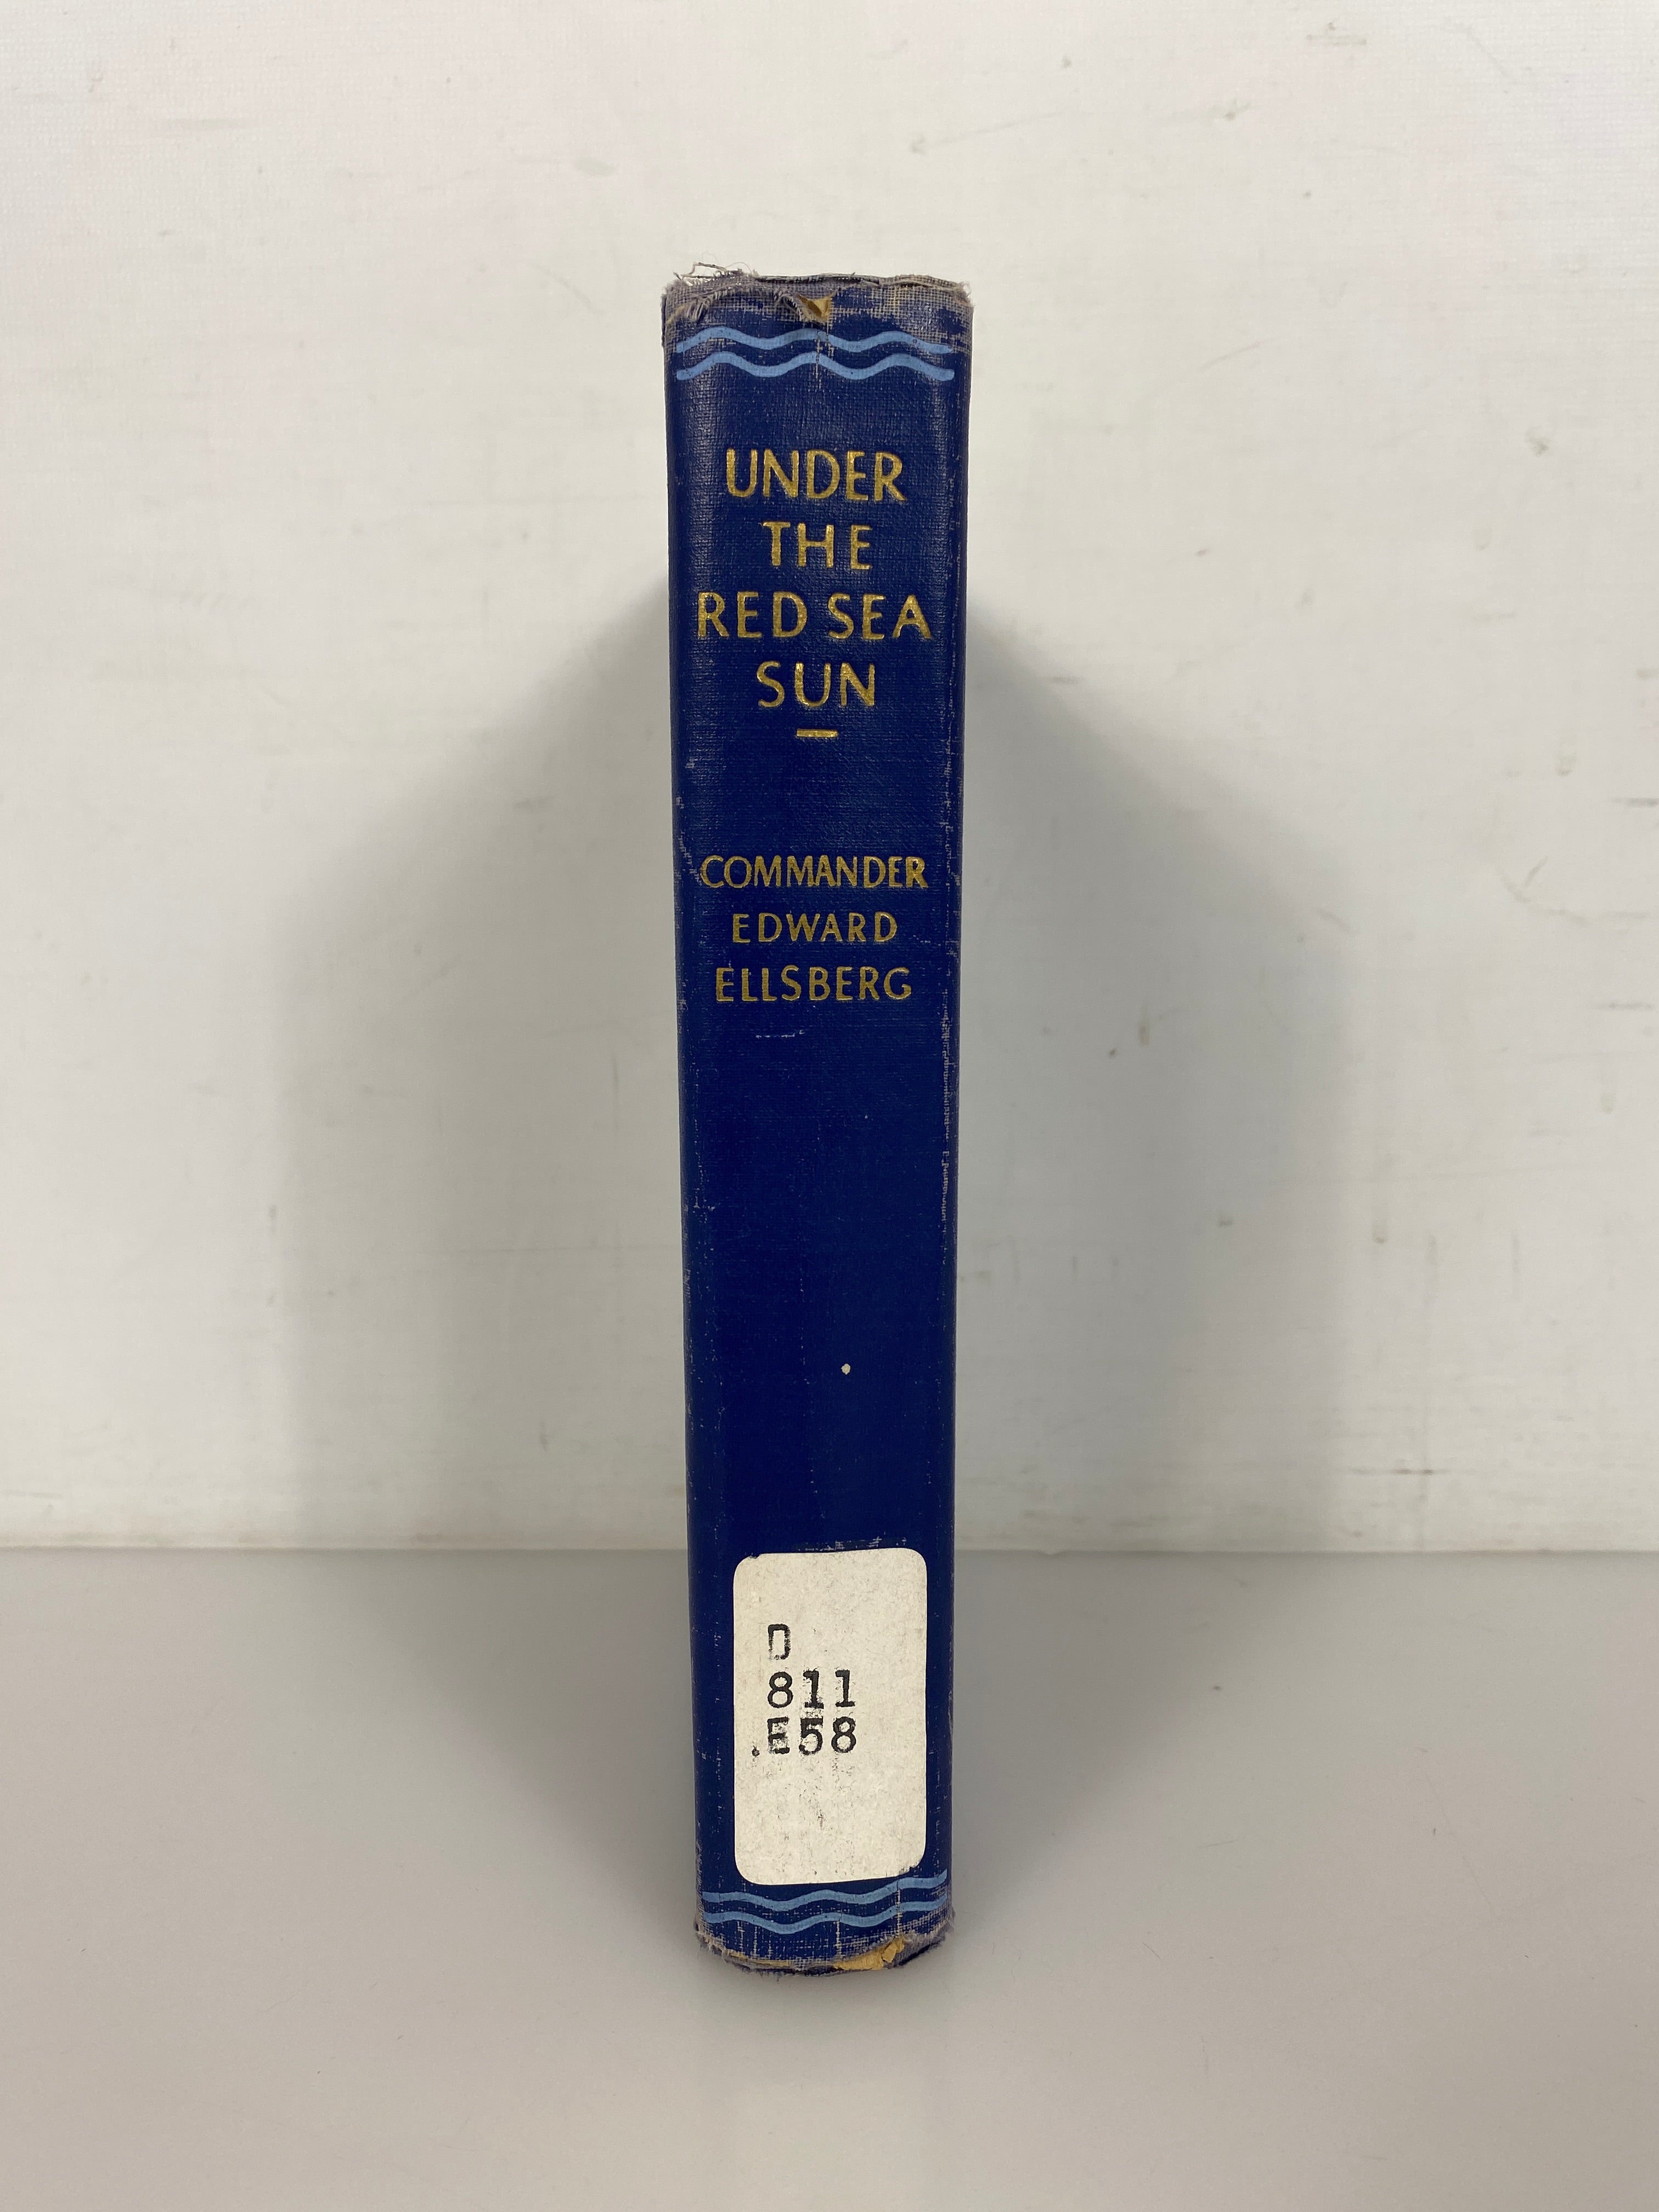 UNDER
THE
RED SEA
SUN
COMMANDER
EDWARD
ELLSBERG
D
811
.E58